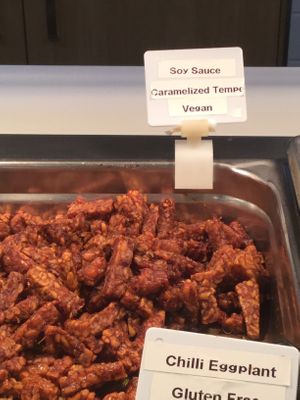 Soy Sauce
Caramelized Tempe
Vegan
Chilli Eggplant
Gluten Free